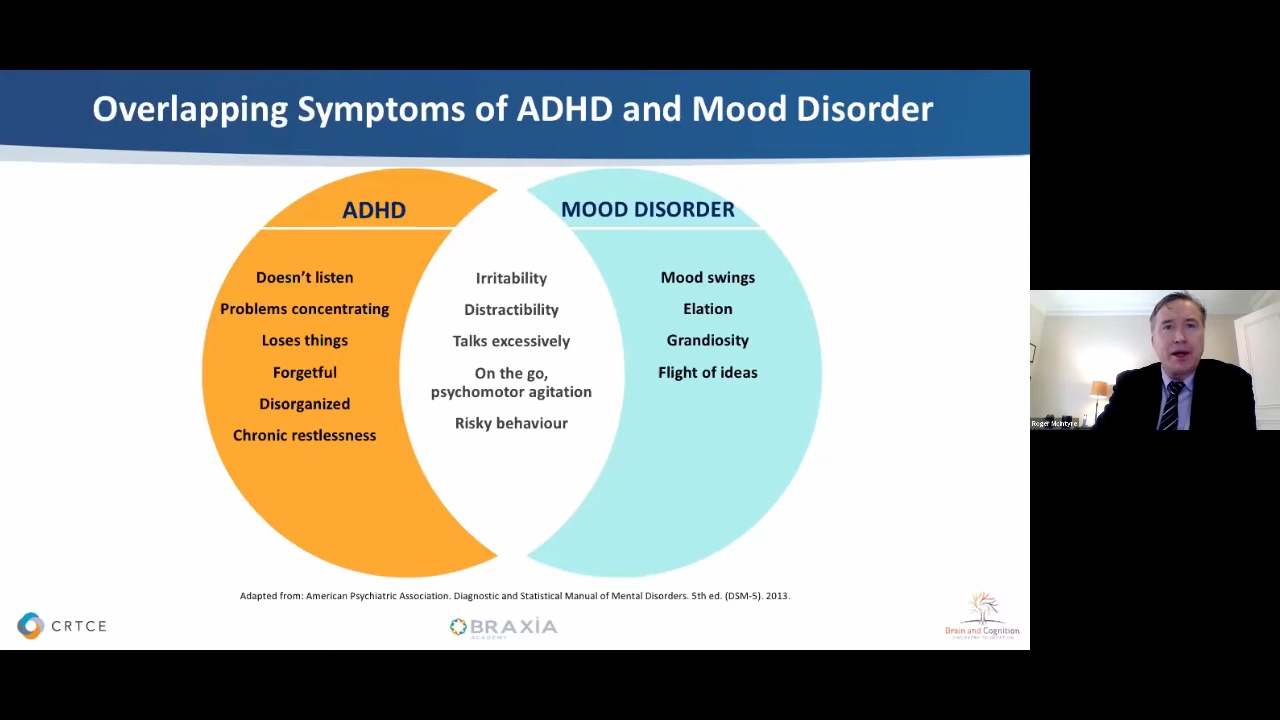 Overlapping Symptoms of ADHD and Mood Disorder
ADHD
Doesn't listen
Problems concentrating
Loses things
Forgetful
Disorganized
Chronic restlessness
Irritability
Distractibility
Talks excessively
On the go,
psychomotor agitation
Risky behaviour
MOOD DISORDER
Mood swings
Elation
Grandiosity
Flight of ideas
Adapted from: American Psychiatric Association. Diagnostic and Statistical Manual of Mental Disorders. 5th ed. (DSM-5). 2013.
CRTCE
BRAXIA
ACADEMY
Brain and Cognition
DISCOVERY FOUNDATION
Roger McIntyre